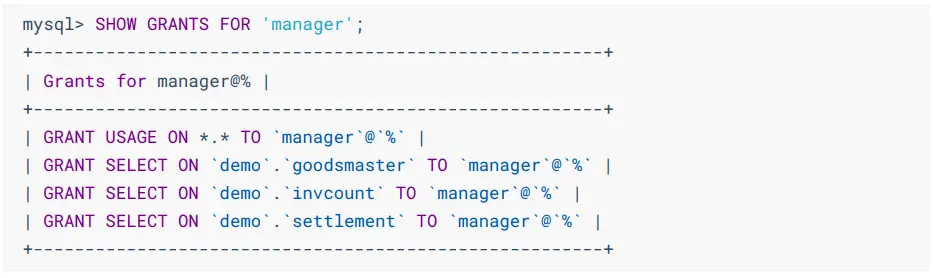 mysql> SHOW GRANTS FOR 'manager';
+-------------------------------------------------------+
| Grants for manager@% |
+-------------------------------------------------------+
| GRANT USAGE ON *.* TO `manager`@`%` |
| GRANT SELECT ON `demo`.`goodsmaster` TO `manager`@`%` |
| GRANT SELECT ON `demo`.`invcount` TO `manager`@`%` |
| GRANT SELECT ON `demo`.`settlement` TO `manager`@`%` |
+-------------------------------------------------------+